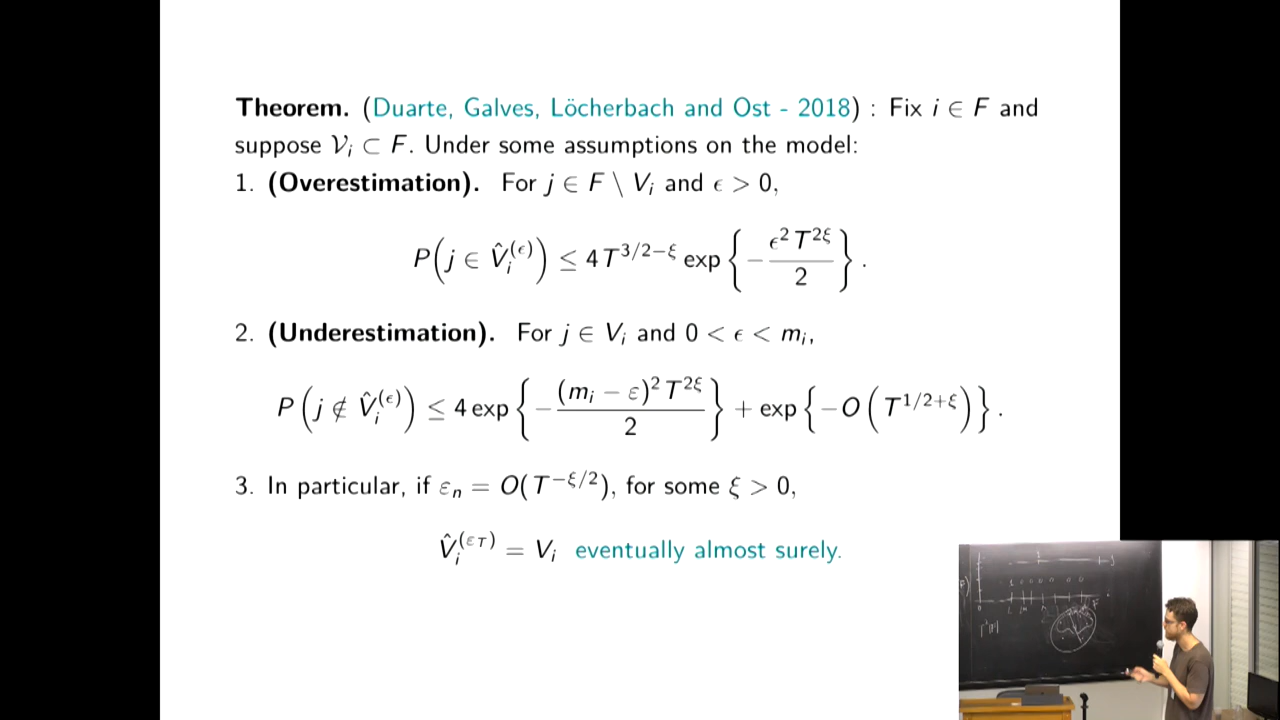 Theorem. (Duarte, Galves, Löcherbach and Ost - 2018) : Fix i ∈ F and
suppose 𝒱ᵢ ⊂ F. Under some assumptions on the model:
1. (Overestimation). For j ∈ F \ Vᵢ and ϵ > 0,
P(j ∈ V̂ᵢ^(ϵ)) ≤ 4T^{3/2−ξ} exp{−ϵ²T^{2ξ}/2}.
2. (Underestimation). For j ∈ Vᵢ and 0 < ϵ < mᵢ,
P(j ∉ V̂ᵢ^(ϵ)) ≤ 4 exp{−(mᵢ − ε)²T^{2ξ}/2} + exp{−O(T^{1/2+ξ})}.
3. In particular, if εₙ = O(T^{−ξ/2}), for some ξ > 0,
V̂ᵢ^(ε_T) = Vᵢ eventually almost surely.